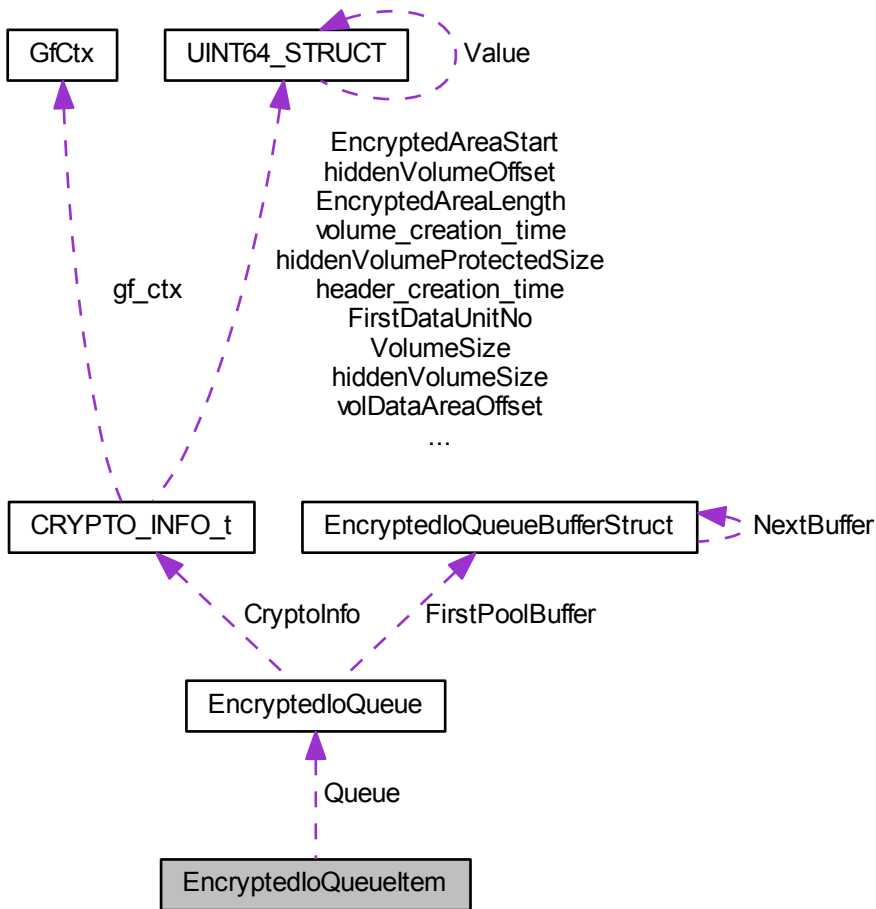 GfCtx
UINT64_STRUCT
Value
EncryptedAreaStart
hiddenVolumeOffset
EncryptedAreaLength
volume_creation_time
hiddenVolumeProtectedSize
header_creation_time
FirstDataUnitNo
VolumeSize
hiddenVolumeSize
volDataAreaOffset
...
gf_ctx
CRYPTO_INFO_t
EncryptedIoQueueBufferStruct
NextBuffer
CryptoInfo
FirstPoolBuffer
EncryptedIoQueue
Queue
EncryptedIoQueueItem